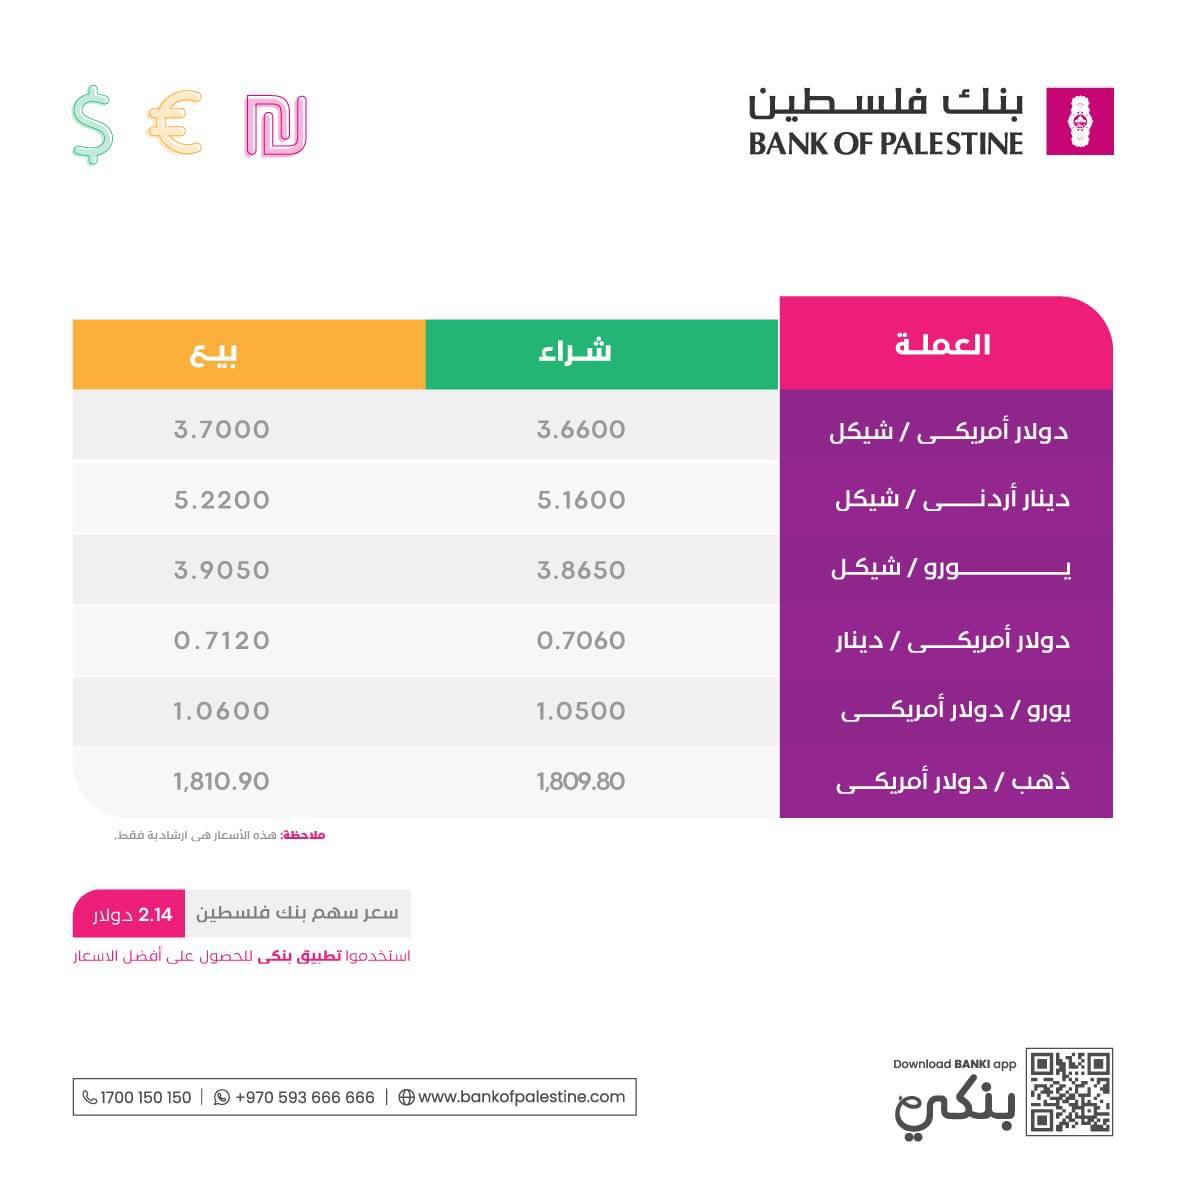 $ € ₪
بنك فلسطين
BANK OF PALESTINE
العملة شراء بيع
دولار أمريكي / شيكل 3.6600 3.7000
دينار أردني / شيكل 5.1600 5.2200
يورو / شيكل 3.8650 3.9050
دولار أمريكي / دينار 0.7060 0.7120
يورو / دولار أمريكي 1.0500 1.0600
ذهب / دولار أمريكي 1,809.80 1,810.90
ملاحظة: هذه الأسعار هي ارشادية فقط.
سعر سهم بنك فلسطين 2.14 دولار
استخدموا تطبيق بنكي للحصول على أفضل الاسعار
Download BANKI app
بنكي
1700 150 150 | +970 593 666 666 | www.bankofpalestine.com